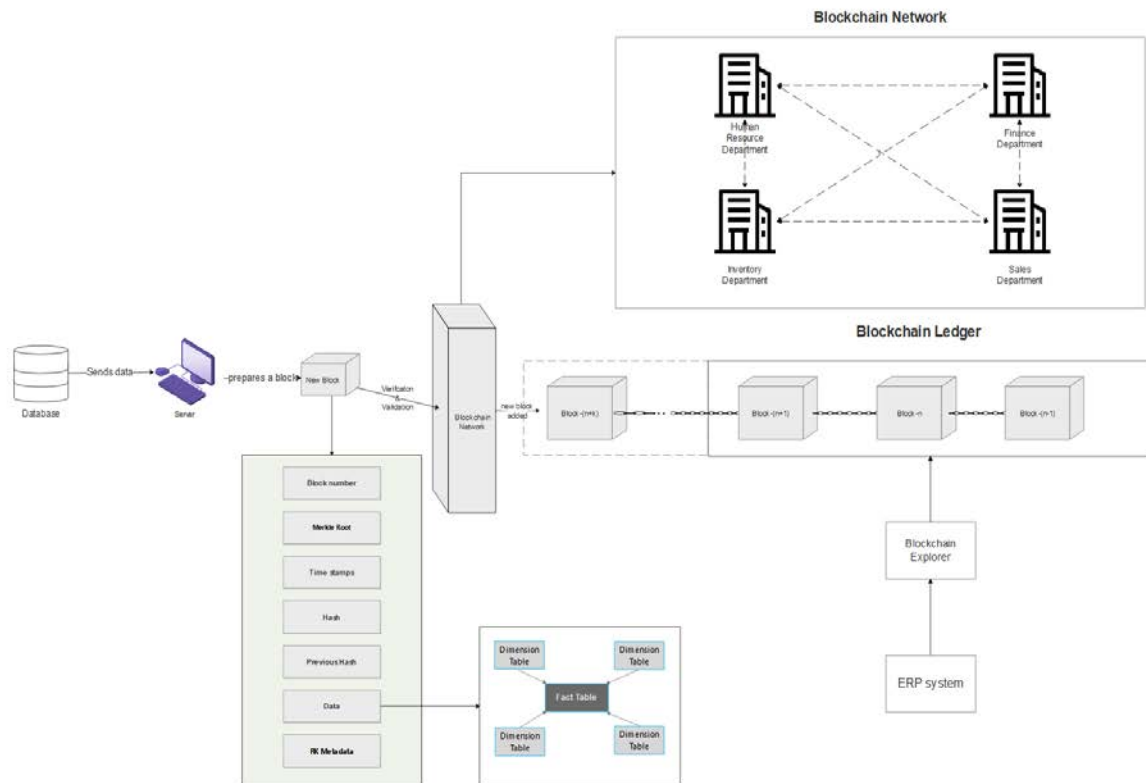 Blockchain Network
Human
Resource
Department
Finance
Department
Inventory
Department
Sales
Department
Blockchain Ledger
Database
Sends data
Server
prepares a block
New Block
Verification
&
Validation
Blockchain
Network
new block
added
Block -(n+k)
Block -(n+1)
Block -n
Block -(n-1)
Block number
Merkle Root
Time stamps
Hash
Previous Hash
Data
Metadata
Dimension
Table
Dimension
Table
Fast Table
Dimension
Table
Dimension
Table
Blockchain
Explorer
ERP system